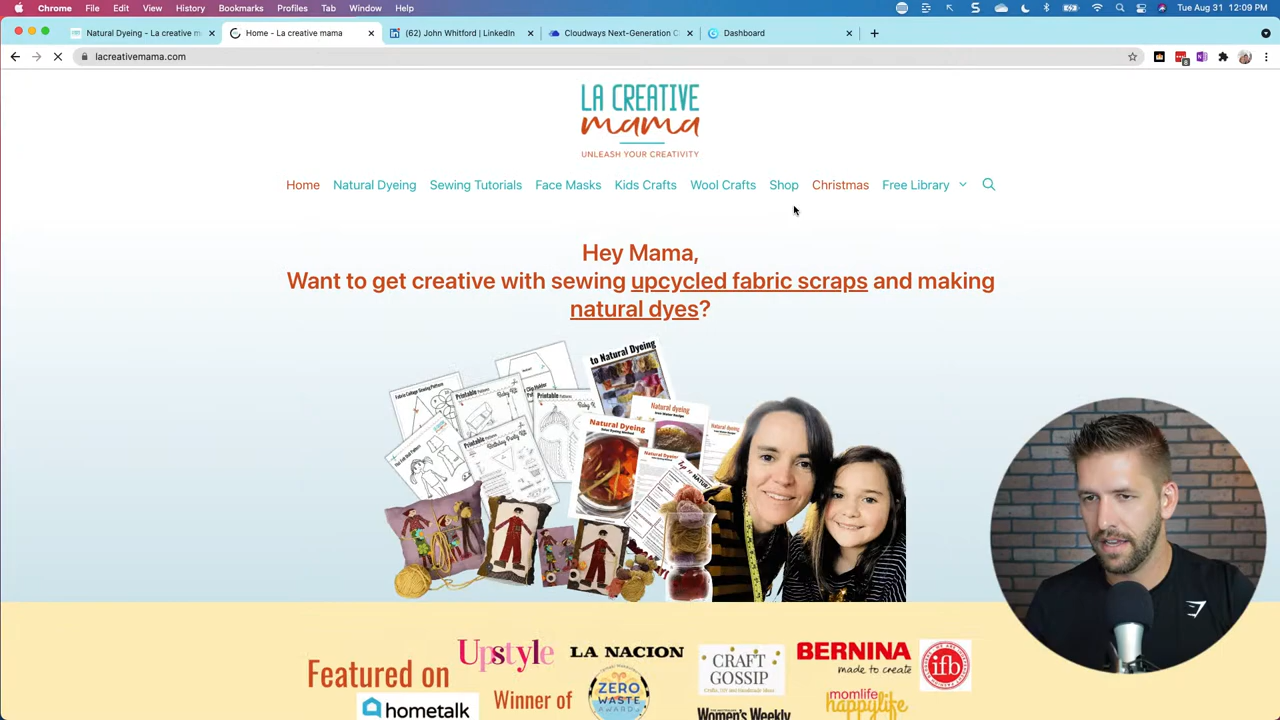 Chrome File Edit View History Bookmarks Profiles Tab Window Help Tue Aug 31 12:09 PM
Natural Dyeing - La creative m Home - La creative mama (62) John Whitford | LinkedIn Cloudways Next-Generation C Dashboard
lacreativemama.com
LA CREATIVE
mama
UNLEASH YOUR CREATIVITY
Home Natural Dyeing Sewing Tutorials Face Masks Kids Crafts Wool Crafts Shop Christmas Free Library
Hey Mama,
Want to get creative with sewing upcycled fabric scraps and making
natural dyes?
to Natural Dyeing
Printable
Printable
Natural dyeing
Natural Dyeing
Featured on
Upstyle
LA NACION
CRAFT
GOSSIP
BERNINA
made to create
ifb
hometalk
Winner of
ZERO
WASTE
AWARDS
Women's Weekly
momlife
happylife